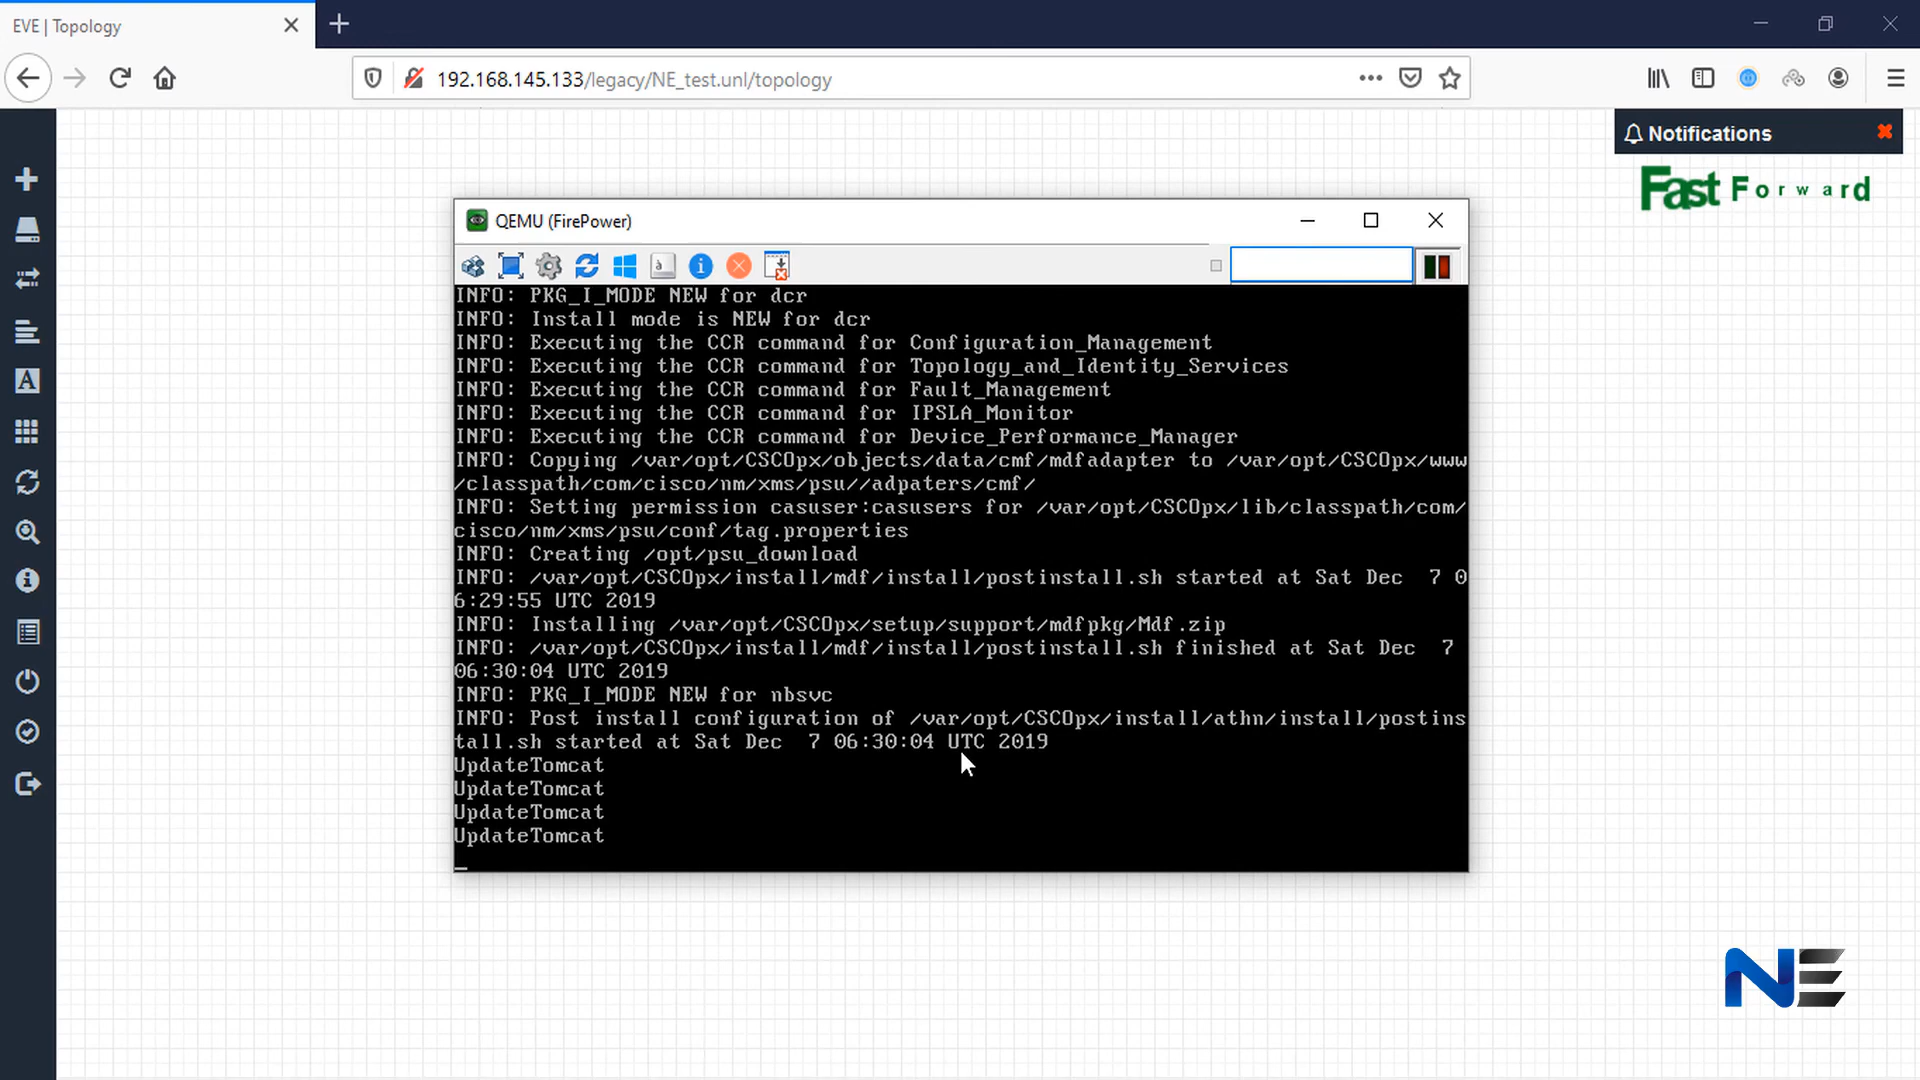 EVE | Topology
192.168.145.133/legacy/NE_test.unl/topology
Notifications
Fast Forward
QEMU (FirePower)
INFO: PKG_I_MODE NEW for dcr
INFO: Install mode is NEW for dcr
INFO: Executing the CCR command for Configuration_Management
INFO: Executing the CCR command for Topology_and_Identity_Services
INFO: Executing the CCR command for Fault_Management
INFO: Executing the CCR command for IPSLA_Monitor
INFO: Executing the CCR command for Device_Performance_Manager
INFO: Copying /var/opt/CSCOpx/objects/data/cmf/mdfadapter to /var/opt/CSCOpx/www
/classpath/com/cisco/nm/xms/psu//adpaters/cmf/
INFO: Setting permission casuser:casusers for /var/opt/CSCOpx/lib/classpath/com/
cisco/nm/xms/psu/conf/tag.properties
INFO: Creating /opt/psu_download
INFO: /var/opt/CSCOpx/install/mdf/install/postinstall.sh started at Sat Dec  7 0
6:29:55 UTC 2019
INFO: Installing /var/opt/CSCOpx/setup/support/mdfpkg/Mdf.zip
INFO: /var/opt/CSCOpx/install/mdf/install/postinstall.sh finished at Sat Dec  7
06:30:04 UTC 2019
INFO: PKG_I_MODE NEW for nbsvc
INFO: Post install configuration of /var/opt/CSCOpx/install/athn/install/postins
tall.sh started at Sat Dec  7 06:30:04 UTC 2019
UpdateTomcat
UpdateTomcat
UpdateTomcat
UpdateTomcat
NE